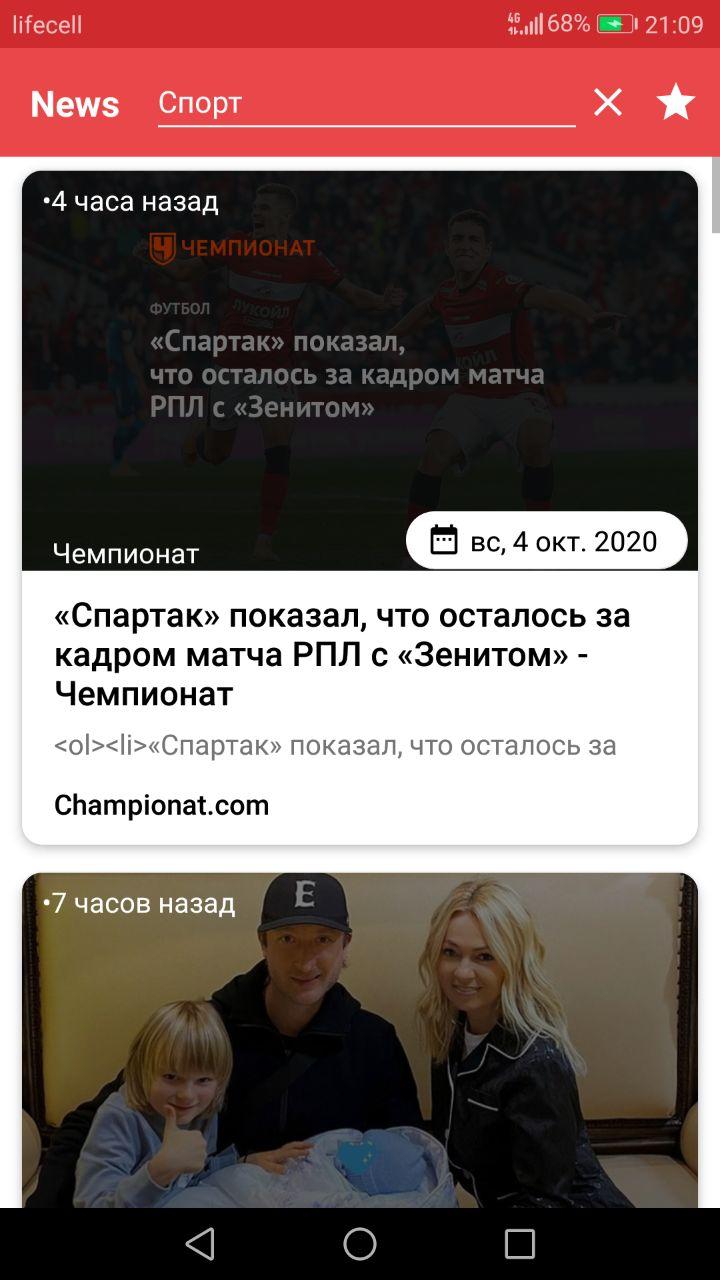 lifecell
4G 68% 21:09
News Спорт
•4 часа назад
ЧЕМПИОНАТ
ЛУКОЙЛ
ФУТБОЛ
«Спартак» показал,
что осталось за кадром матча
РПЛ с «Зенитом»
Чемпионат
вс, 4 окт. 2020
«Спартак» показал, что осталось за
кадром матча РПЛ с «Зенитом» -
Чемпионат
<ol><li>«Спартак» показал, что осталось за
Championat.com
•7 часов назад
E